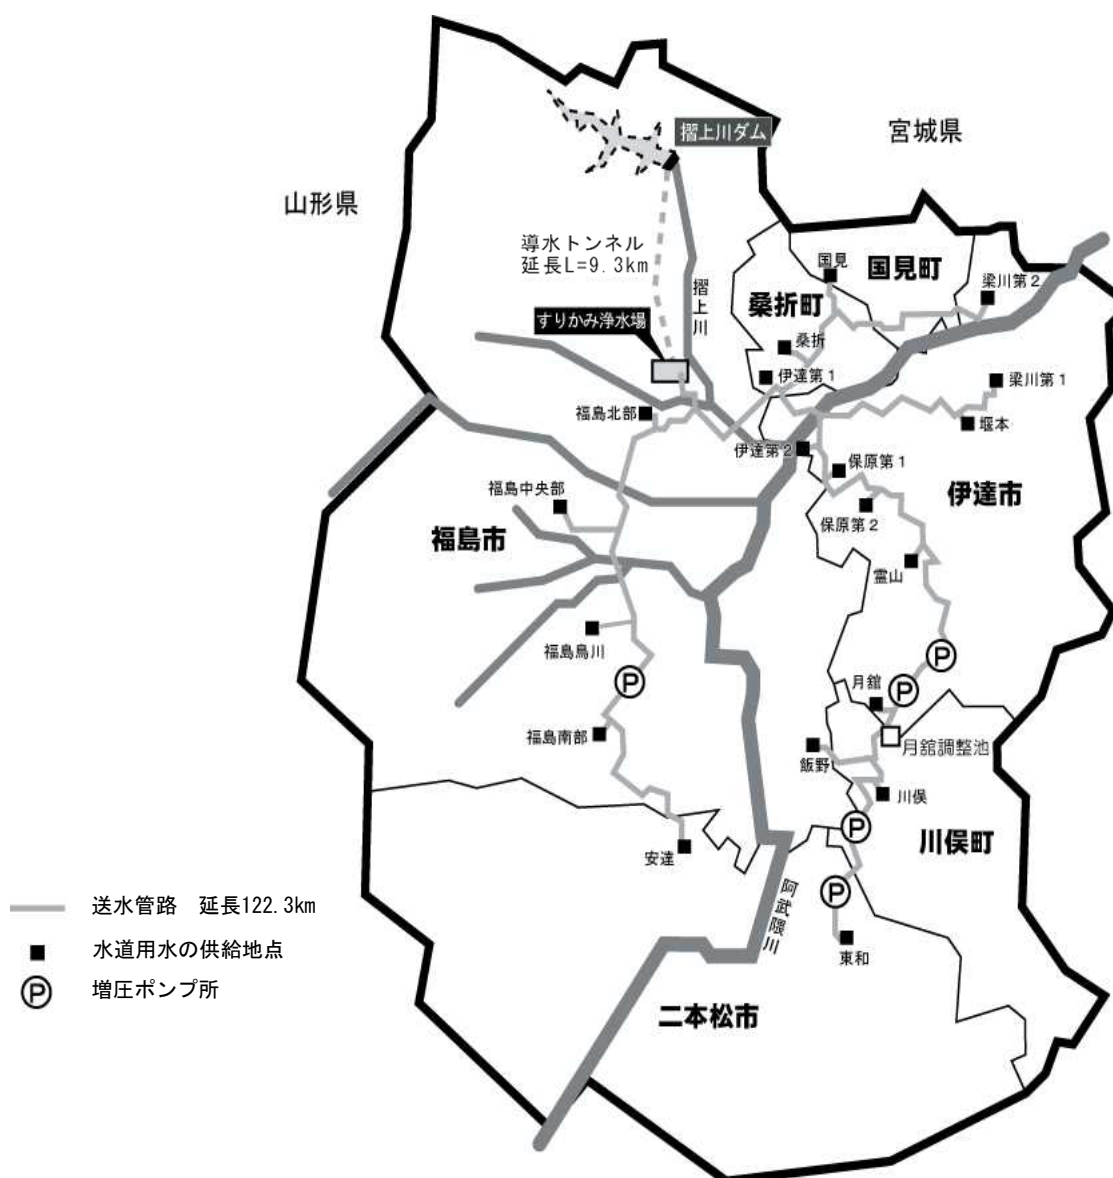 摺上川ダム
宮城県
山形県
導水トンネル
延長L=9.3km
摺上川
国見
国見町
梁川第2
桑折町
すりかみ浄水場
桑折
伊達第1
梁川第1
福島北部
堰本
伊達第2
保原第1
福島中央部
伊達市
保原第2
福島市
霊山
福島鳥川
P
P
月舘
P
福島南部
月舘調整池
飯野
川俣
P
川俣町
安達
阿武隈川
P
送水管路 延長122.3km
東和
水道用水の供給地点
P
増圧ポンプ所
二本松市